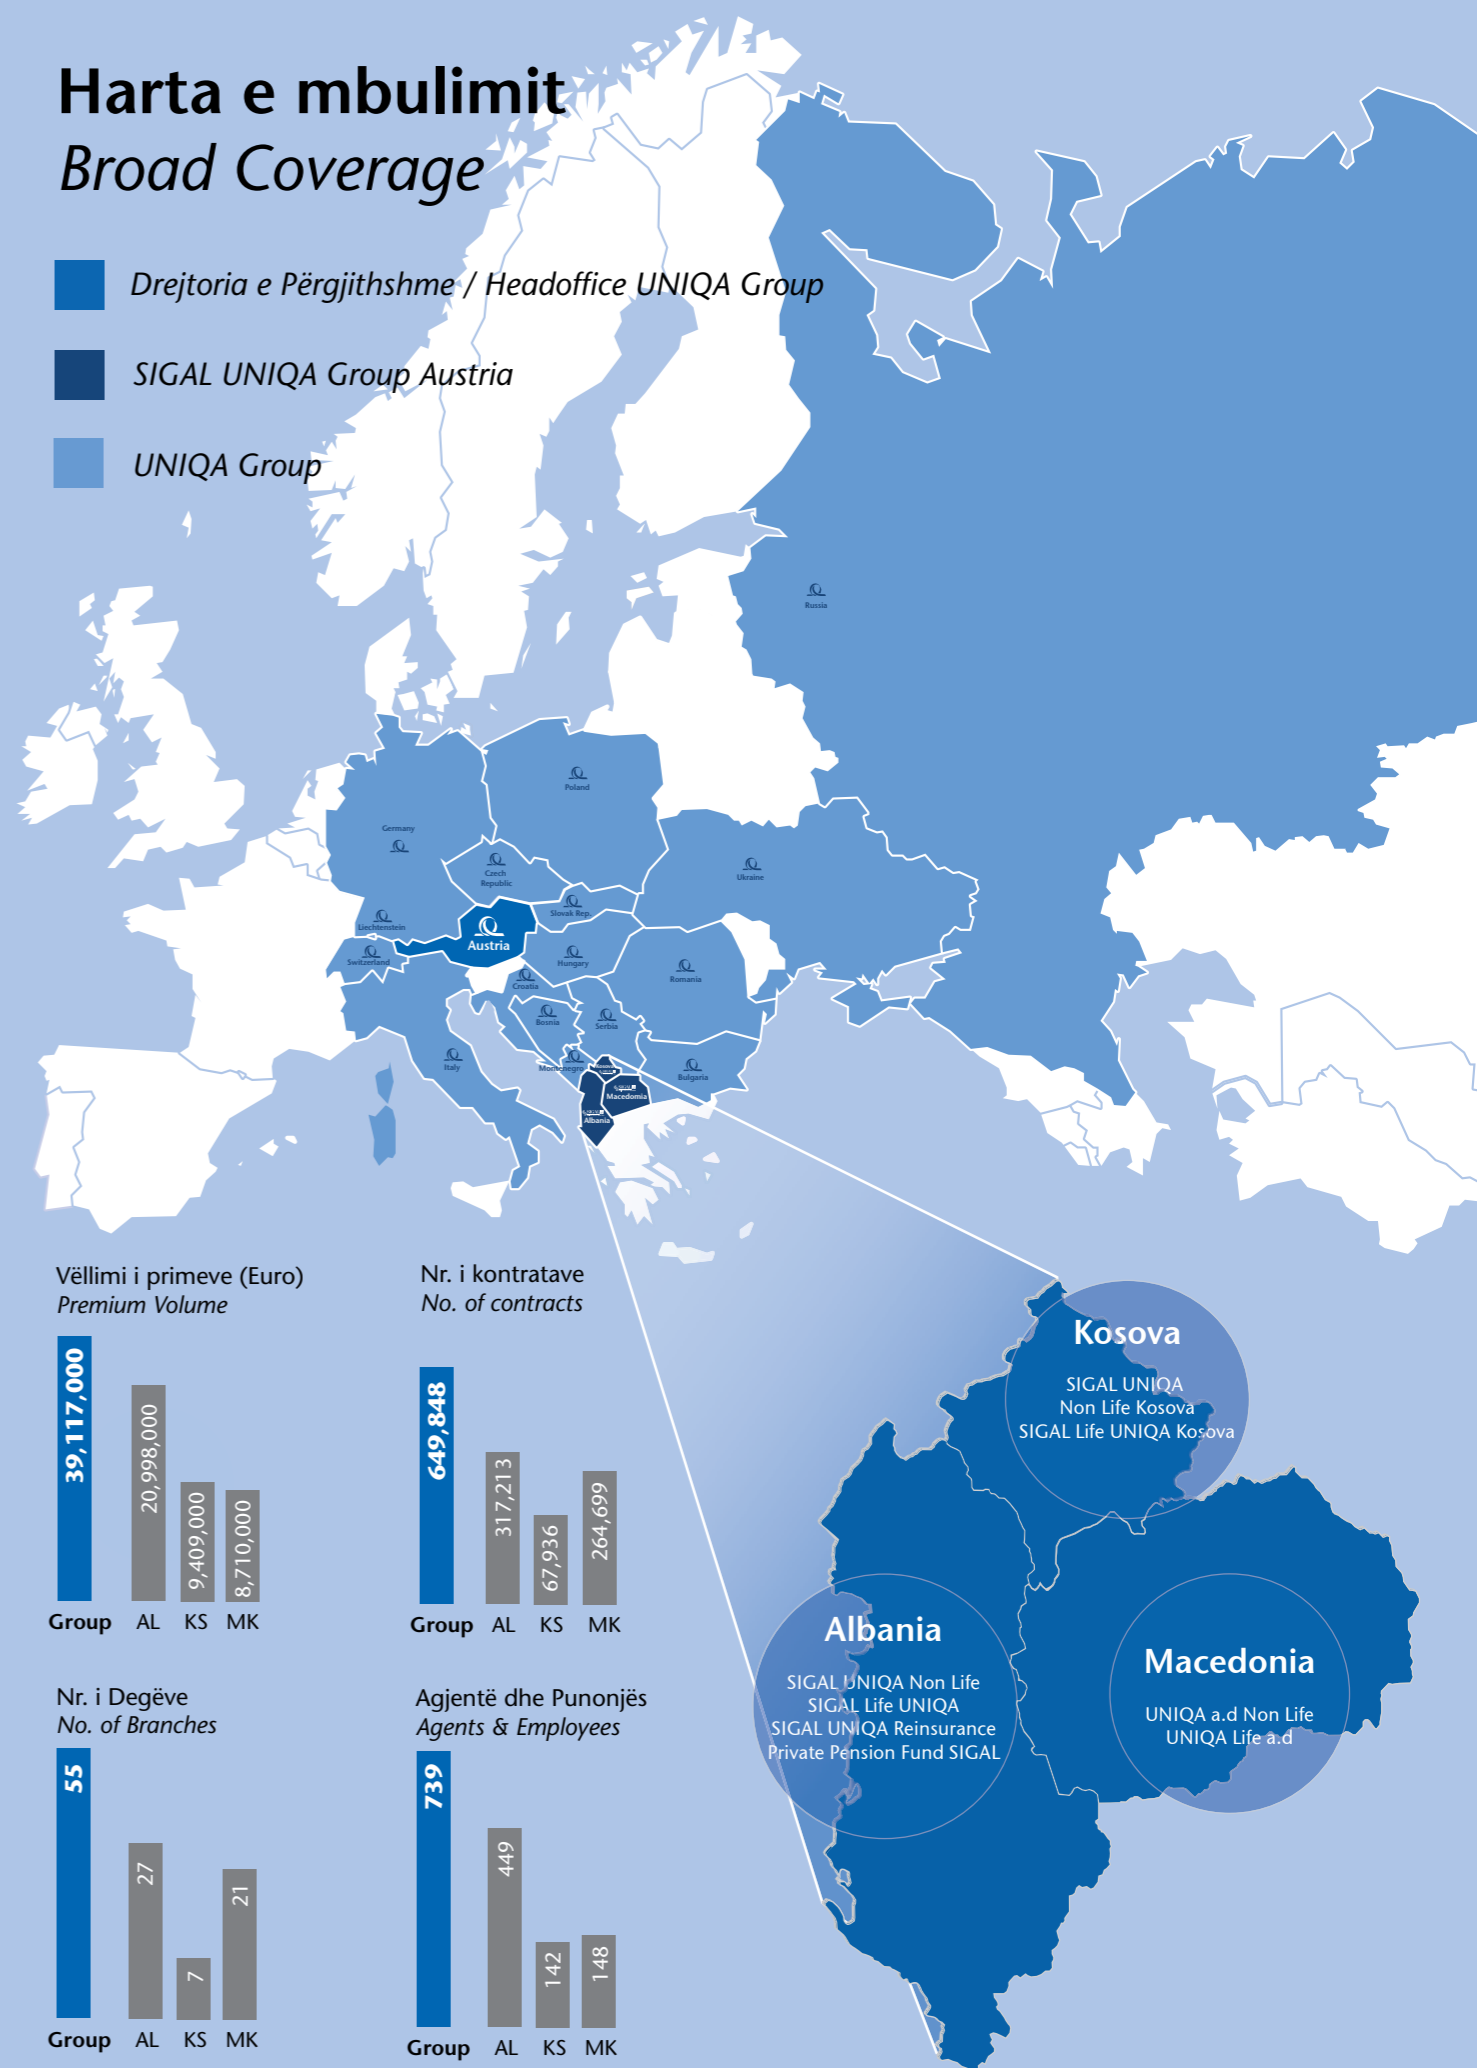 Harta e mbulimit
Broad Coverage
Drejtoria e Përgjithshme / Headoffice UNIQA Group
SIGAL UNIQA Group Austria
UNIQA Group
Russia
Poland
Germany
Czech
Republic
Ukraine
Slovak Rep.
Liechtenstein
Austria
Switzerland
Hungary
Romania
Croatia
Bosnia
Serbia
Italy
Montenegro
Bulgaria
Macedomia
Albania
Vëllimi i primeve (Euro)
Premium Volume
39,117,000
20,998,000
9,409,000
8,710,000
Group AL KS MK
Nr. i kontratave
No. of contracts
649,848
317,213
67,936
264,699
Group AL KS MK
Nr. i Degëve
No. of Branches
55
27
7
21
Group AL KS MK
Agjentë dhe Punonjës
Agents & Employees
739
449
142
148
Group AL KS MK
Kosova
SIGAL UNIQA
Non Life Kosova
SIGAL Life UNIQA Kosova
Albania
SIGAL UNIQA Non Life
SIGAL Life UNIQA
SIGAL UNIQA Reinsurance
Private Pension Fund SIGAL
Macedonia
UNIQA a.d Non Life
UNIQA Life a.d